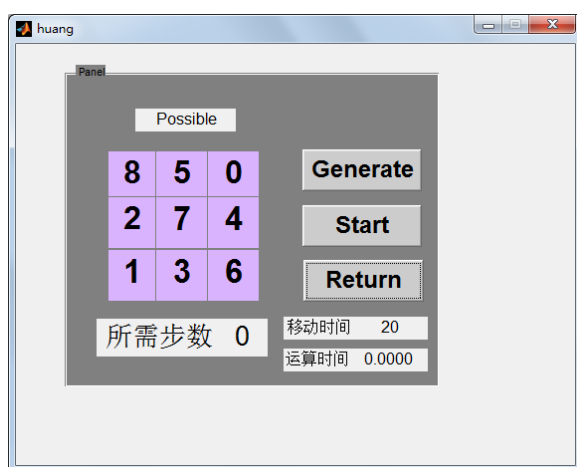 huang
Panel
Possible
8 5 0
2 7 4
1 3 6
Generate
Start
Return
所需步数 0
移动时间 20
运算时间 0.0000